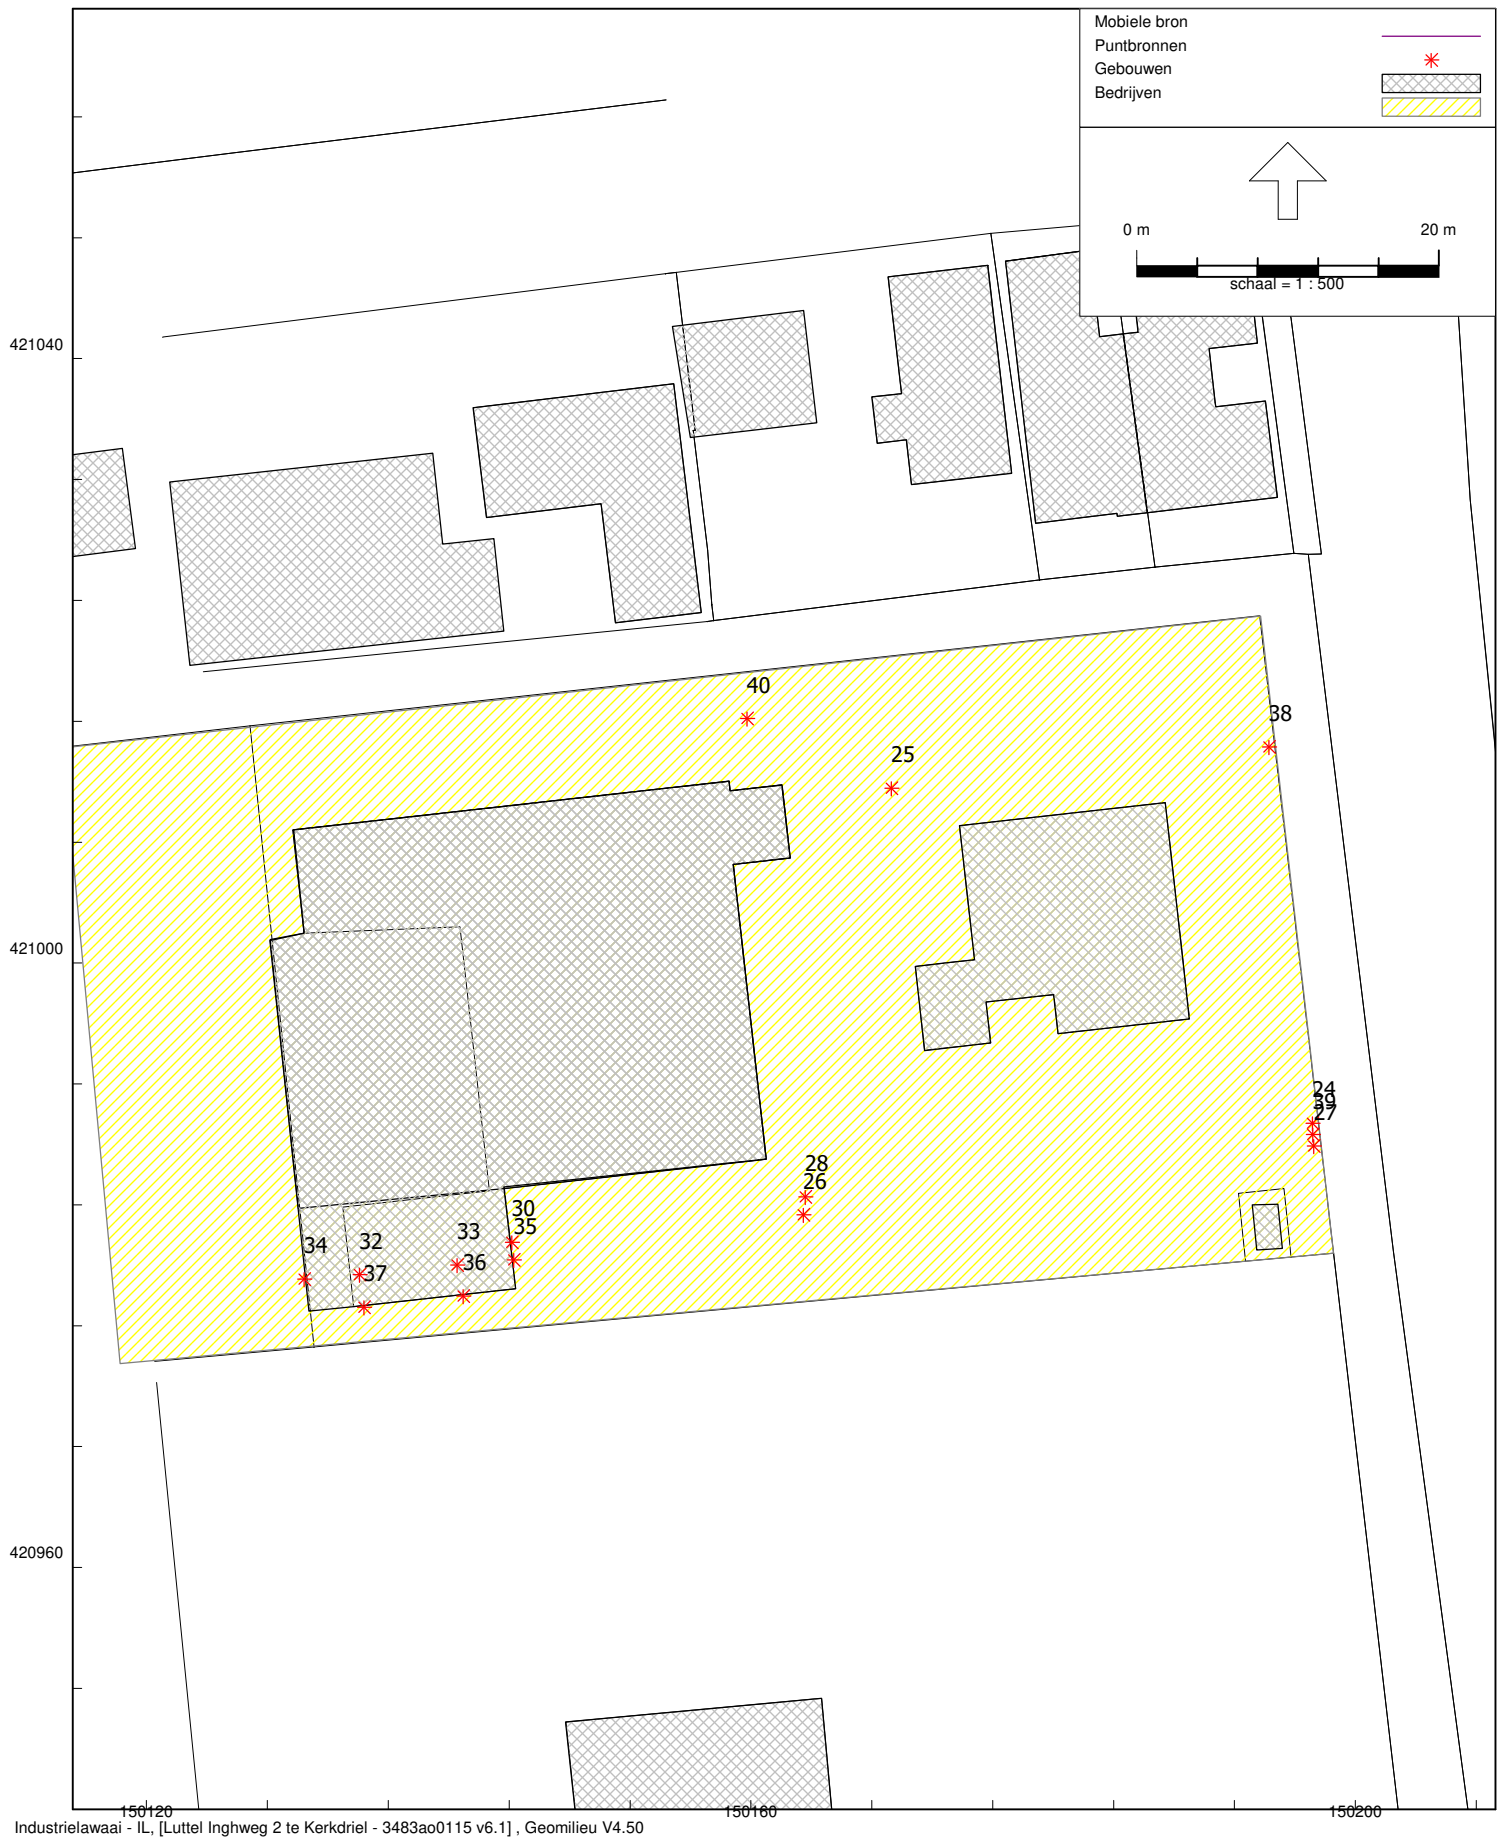 Mobiele bron
Puntbronnen
Gebouwen
Bedrijven
0 m 20 m
schaal = 1 : 500
421040
40
38
25
421000
24
39
27
28
26
30
35
33
36
32
37
34
420960
150120 150160 150200
Industrielawaai - IL, [Luttel Inghweg 2 te Kerkdriel - 3483ao0115 v6.1] , Geomilieu V4.50